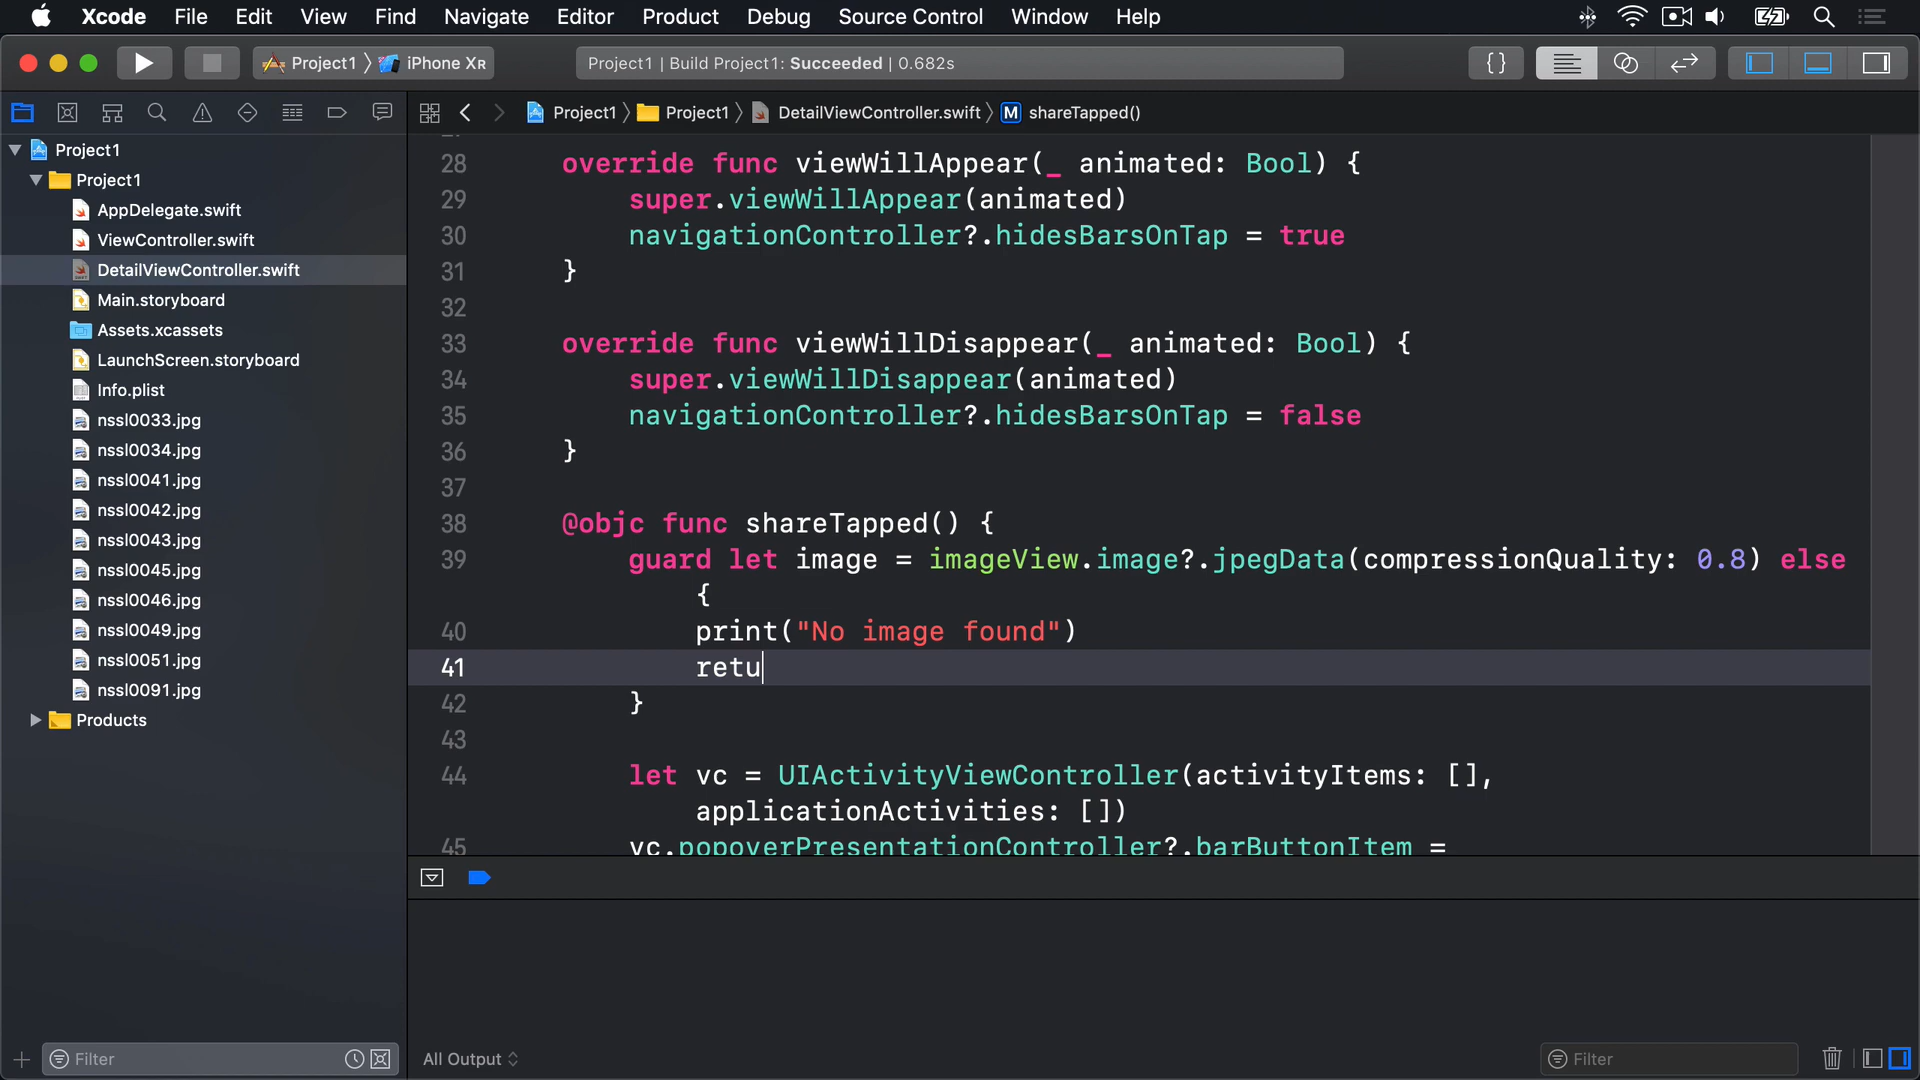 Xcode File Edit View Find Navigate Editor Product Debug Source Control Window Help
Project1 iPhone XR
Project1 | Build Project1: Succeeded | 0.682s
Project1 Project1 DetailViewController.swift M shareTapped()
Project1
Project1
AppDelegate.swift
ViewController.swift
DetailViewController.swift
Main.storyboard
Assets.xcassets
LaunchScreen.storyboard
Info.plist
nssl0033.jpg
nssl0034.jpg
nssl0041.jpg
nssl0042.jpg
nssl0043.jpg
nssl0045.jpg
nssl0046.jpg
nssl0049.jpg
nssl0051.jpg
nssl0091.jpg
Products
Filter
28 override func viewWillAppear(_ animated: Bool) {
29 super.viewWillAppear(animated)
30 navigationController?.hidesBarsOnTap = true
31 }
32
33 override func viewWillDisappear(_ animated: Bool) {
34 super.viewWillDisappear(animated)
35 navigationController?.hidesBarsOnTap = false
36 }
37
38 @objc func shareTapped() {
39 guard let image = imageView.image?.jpegData(compressionQuality: 0.8) else
{
40 print("No image found")
41 retu
42 }
43
44 let vc = UIActivityViewController(activityItems: [],
applicationActivities: [])
45 vc.popoverPresentationController?.barButtonItem =
All Output
Filter